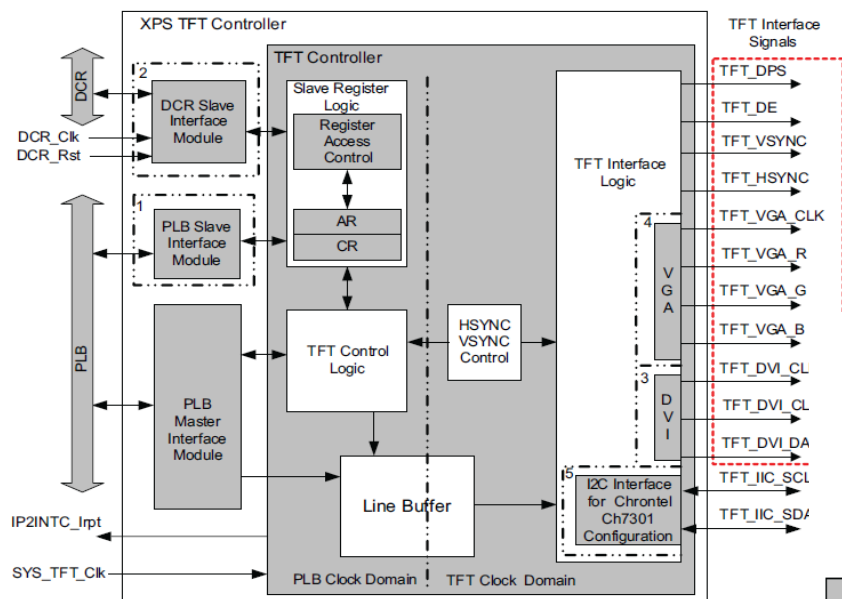 XPS TFT Controller
TFT Interface
Signals
TFT Controller
2
DCR
DCR Slave
Interface
Module
DCR_Clk
DCR_Rst
Slave Register
Logic
Register
Access
Control
AR
CR
1
PLB Slave
Interface
Module
PLB
PLB
Master
Interface
Module
TFT Control
Logic
HSYNC
VSYNC
Control
Line Buffer
TFT Interface
Logic
4
VGA
3
DVI
5
I2C Interface
for Chrontel
Ch7301
Configuration
TFT_DPS
TFT_DE
TFT_VSYNC
TFT_HSYNC
TFT_VGA_CLK
TFT_VGA_R
TFT_VGA_G
TFT_VGA_B
TFT_DVI_CL
TFT_DVI_CL
TFT_DVI_DA
TFT_IIC_SCL
TFT_IIC_SDA
IP2INTC_Irpt
SYS_TFT_Clk
PLB Clock Domain
TFT Clock Domain